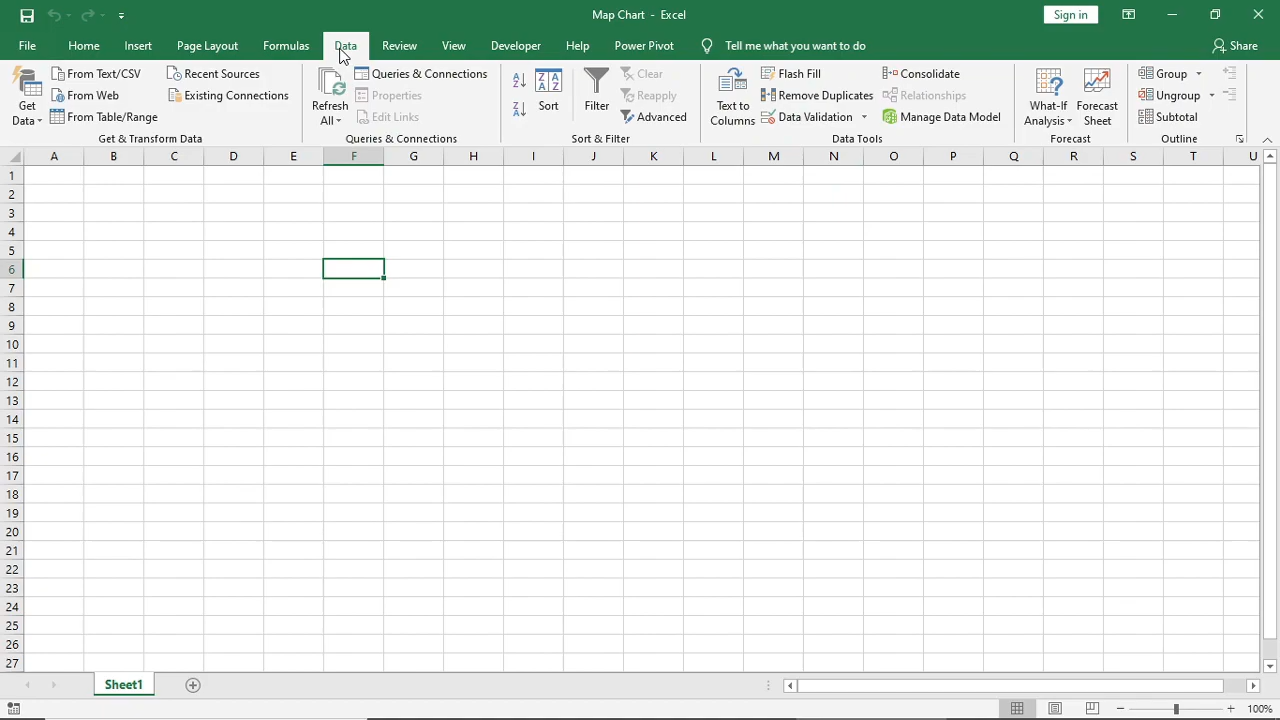 Map Chart - Excel
Sign in
File Home Insert Page Layout Formulas Data Review View Developer Help Power Pivot Tell me what you want to do Share
Get Data
From Text/CSV
From Web
From Table/Range
Recent Sources
Existing Connections
Get & Transform Data
Refresh All
Queries & Connections
Properties
Edit Links
Queries & Connections
A Z
Z A
Z A A Z
Sort
Filter
Clear
Reapply
Advanced
Sort & Filter
Text to Columns
Flash Fill
Remove Duplicates
Data Validation
Consolidate
Relationships
Manage Data Model
Data Tools
What-If Analysis
Forecast Sheet
Forecast
Group
Ungroup
Subtotal
Outline
A B C D E F G H I J K L M N O P Q R S T U
1
2
3
4
5
6
7
8
9
10
11
12
13
14
15
16
17
18
19
20
21
22
23
24
25
26
27
Sheet1
100%